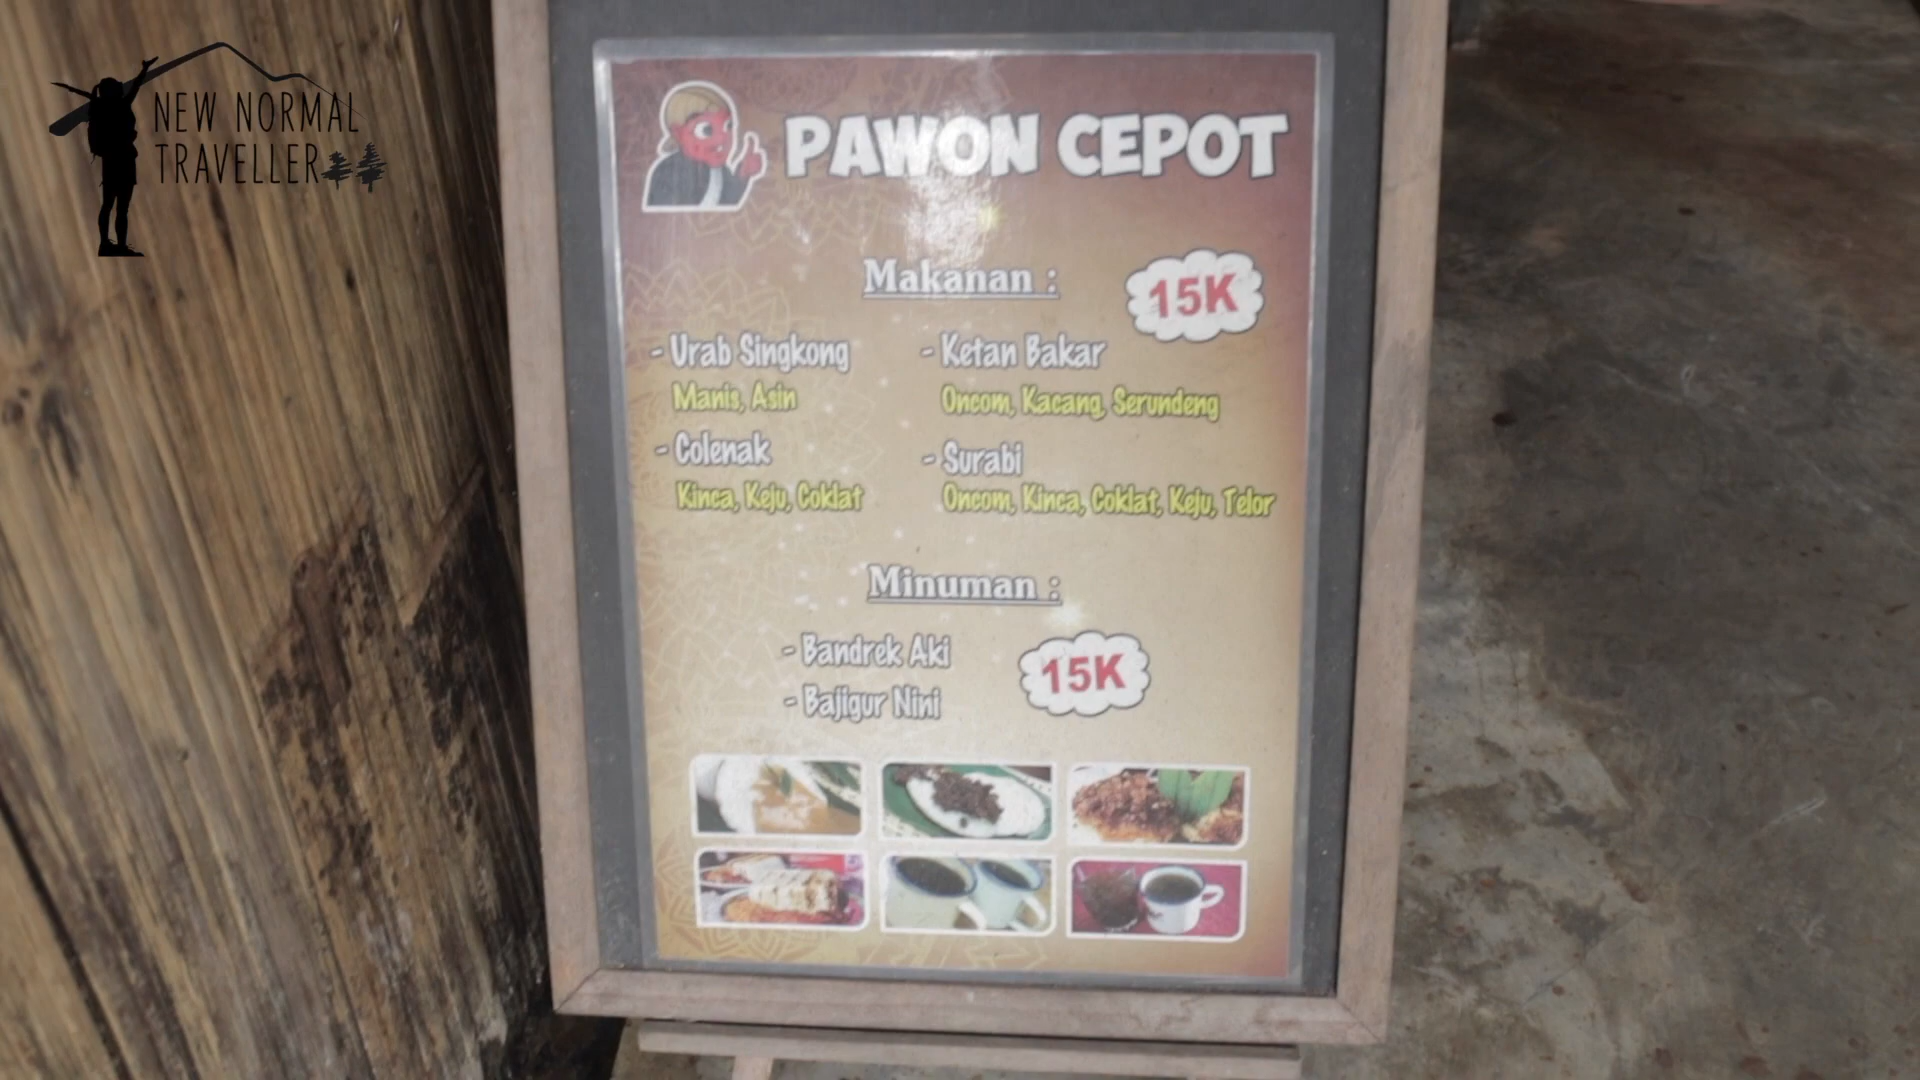 NEW NORMAL
TRAVELLER
PAWON CEPOT
Makanan :
15K
- Urab Singkong
Manis, Asin
- Colenak
Kinca, Keju, Coklat
- Ketan Bakar
Oncom, Kacang, Serundeng
- Surabi
Oncom, Kinca, Coklat, Keju, Telor
Minuman :
- Bandrek Aki
- Bajigur Nini
15K